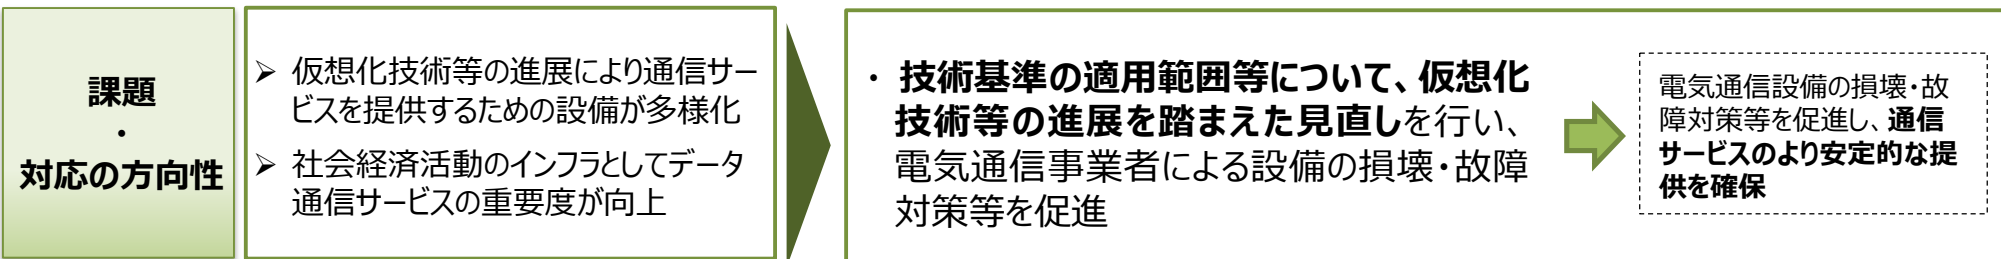 課題
・
対応の方向性
➢ 仮想化技術等の進展により通信サー
ビスを提供するための設備が多様化
➢ 社会経済活動のインフラとしてデータ
通信サービスの重要度が向上
・ 技術基準の適用範囲等について、仮想化
技術等の進展を踏まえた見直しを行い、
電気通信事業者による設備の損壊・故障
対策等を促進
電気通信設備の損壊・故
障対策等を促進し、通信
サービスのより安定的な提
供を確保